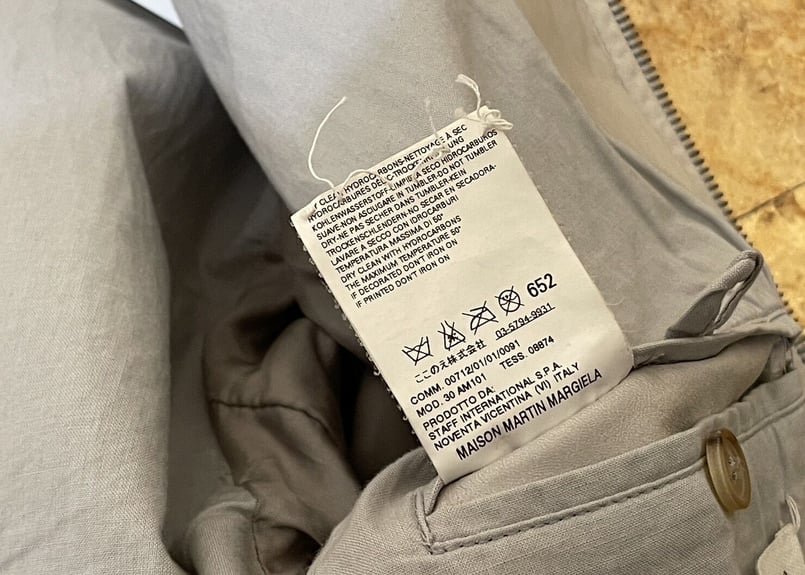 CLEAN HYDROCARBONS-NETTOYAGE À SEC
HYDROCARBURES
KOHLENWASSERSTOFF-LIMPIEZA A SECO HIDROCARBUROS
SUAVE-NON ASCIUGARE IN TUMBLER-DO NOT TUMBLER
DRY-NE PAS SECHER DANS TUMBLER-KEIN
TROCKENSCHLENDERN-NO SECAR EN SECADORA-
LAVARE A SECCO CON IDROCARBURI
TEMPERATURA MASSIMA DI 50°
DRY CLEAN WITH HYDROCARBONS
THE MAXIMUM TEMPERATURE 50°
IF DECORATED DON'T IRON ON
IF PRINTED DON'T IRON ON
652
ここのえ株式会社 03-5794-9931
COMM. 00712/01/01/0091
MOD. 30 AM101 TESS. 08874
PRODOTTO DA:
STAFF INTERNATIONAL S.P.A.
NOVENTA VICENTINA (VI) ITALY
MAISON MARTIN MARGIELA